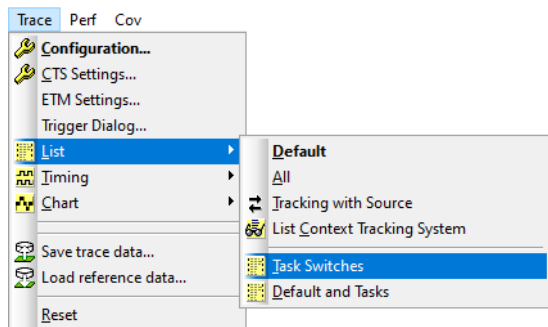 Trace Perf Cov
Configuration...
CTS Settings...
ETM Settings...
Trigger Dialog...
List
Timing
Chart
Save trace data...
Load reference data...
Reset
Default
All
Tracking with Source
List Context Tracking System
Task Switches
Default and Tasks